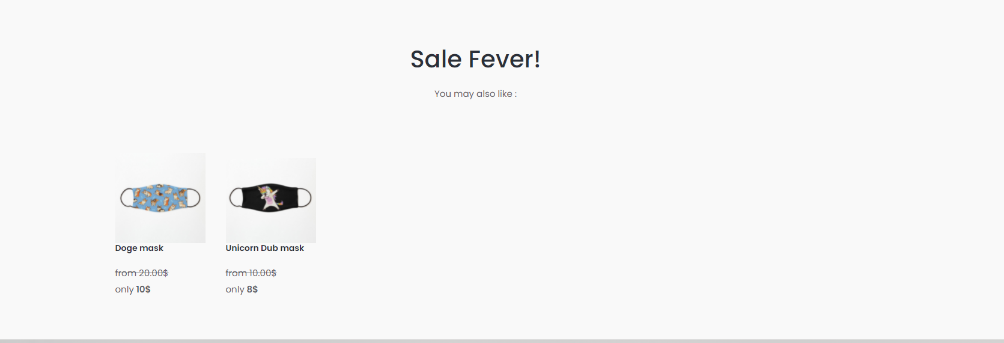 Sale Fever!
You may also like :
Doge mask
Unicorn Dub mask
from 20.00$
from 10.00$
only 10$
only 8$